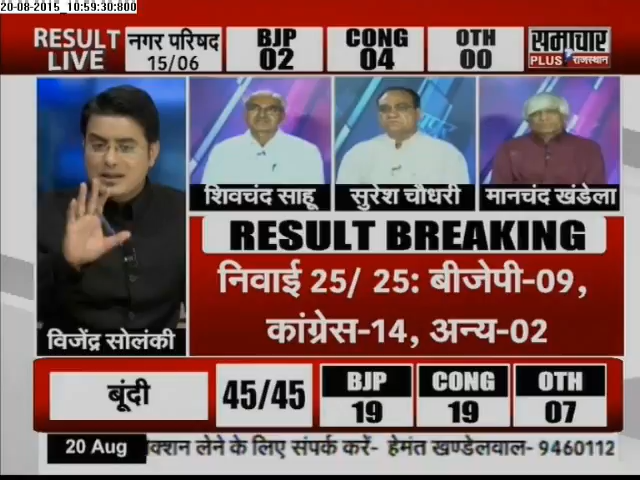 20-08-2015_10:59:30:800
RESULT LIVE
नगर परिषद
15/06
BJP
02
CONG
04
OTH
00
समाचार
PLUS राजस्थान
शिवचंद साहू
सुरेश चौधरी
मानचंद खंडेला
विजेंद्र सोलंकी
RESULT BREAKING
निवाई 25/ 25: बीजेपी-09,
कांग्रेस-14, अन्य-02
बूंदी
45/45
BJP
19
CONG
19
OTH
07
20 Aug
क्शन लेने के लिए संपर्क करें- हेमंत खण्डेलवाल- 9460112